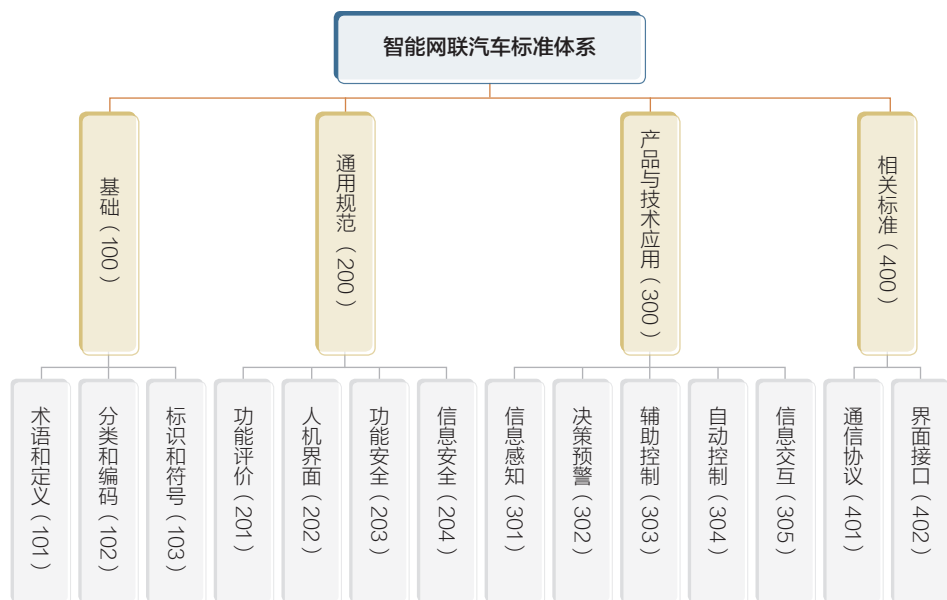 智能网联汽车标准体系
基础（100）
通用规范（200）
产品与技术应用（300）
相关标准（400）
术语和定义（101）
分类和编码（102）
标识和符号（103）
功能评价（201）
人机界面（202）
功能安全（203）
信息安全（204）
信息感知（301）
决策预警（302）
辅助控制（303）
自动控制（304）
信息交互（305）
通信协议（401）
界面接口（402）